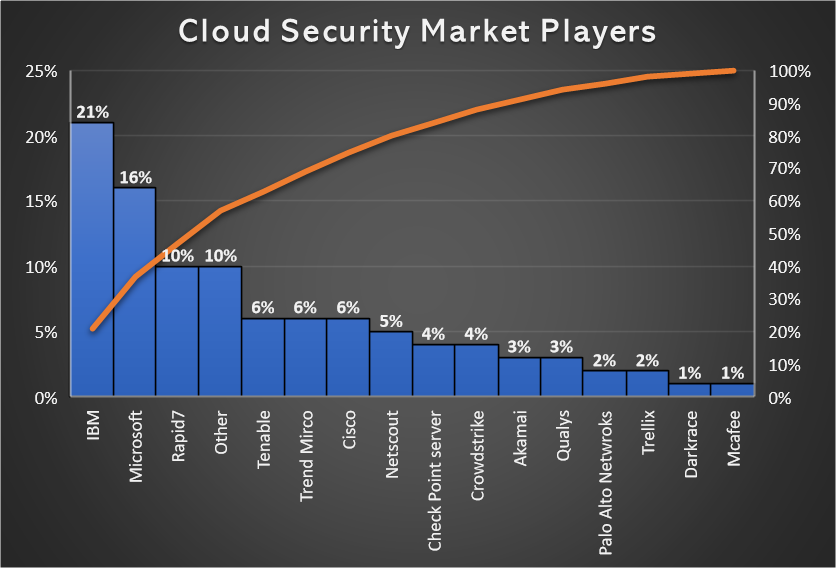 Cloud Security Market Players
25%
20%
15%
10%
5%
0%
100%
90%
80%
70%
60%
50%
40%
30%
20%
10%
0%
21%
16%
10%
10%
6%
6%
6%
5%
4%
4%
3%
3%
2%
2%
1%
1%
IBM
Microsoft
Rapid7
Other
Tenable
Trend Mirco
Cisco
Netscout
Check Point server
Crowdstrike
Akamai
Qualys
Palo Alto Netwroks
Trellix
Darkrace
Mcafee